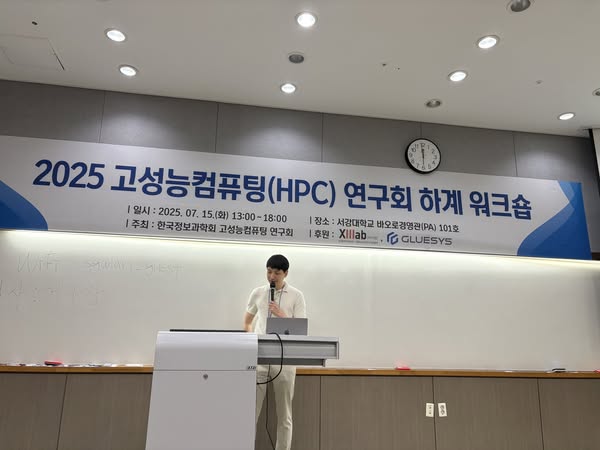 2025 고성능컴퓨팅(HPC) 연구회 하계 워크숍
| 일시 : 2025. 07. 15.(화) 13:00 - 18:00 | 장소 : 서강대학교 바오로경영관(PA) 101호
| 주최 : 한국정보과학회 고성능컴퓨팅 연구회 | 후원 : XIIlab , GLUESYS